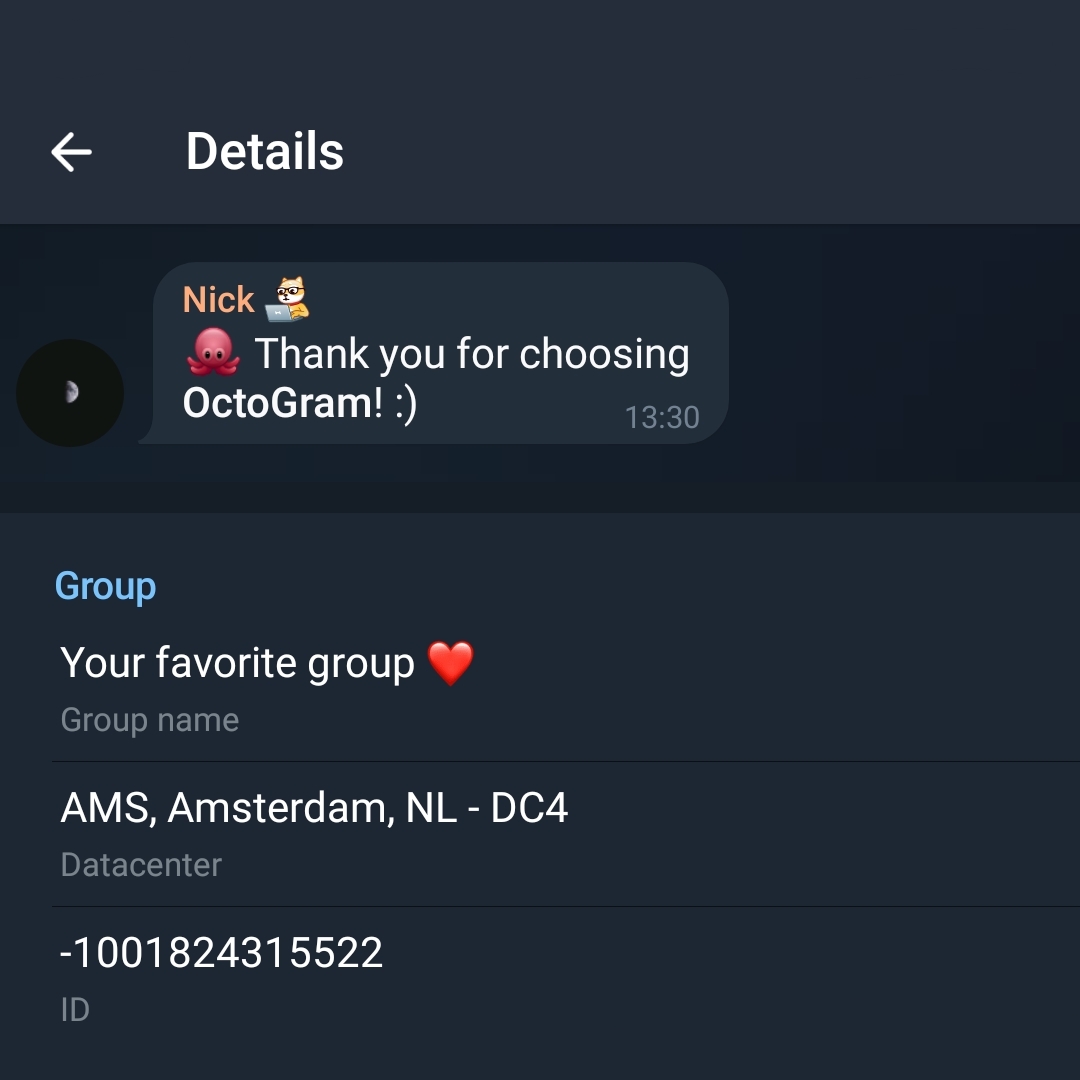 Details
Nick
🐙 Thank you for choosing
OctoGram! :)
13:30
Group
Your favorite group ❤️
Group name
AMS, Amsterdam, NL - DC4
Datacenter
-1001824315522
ID